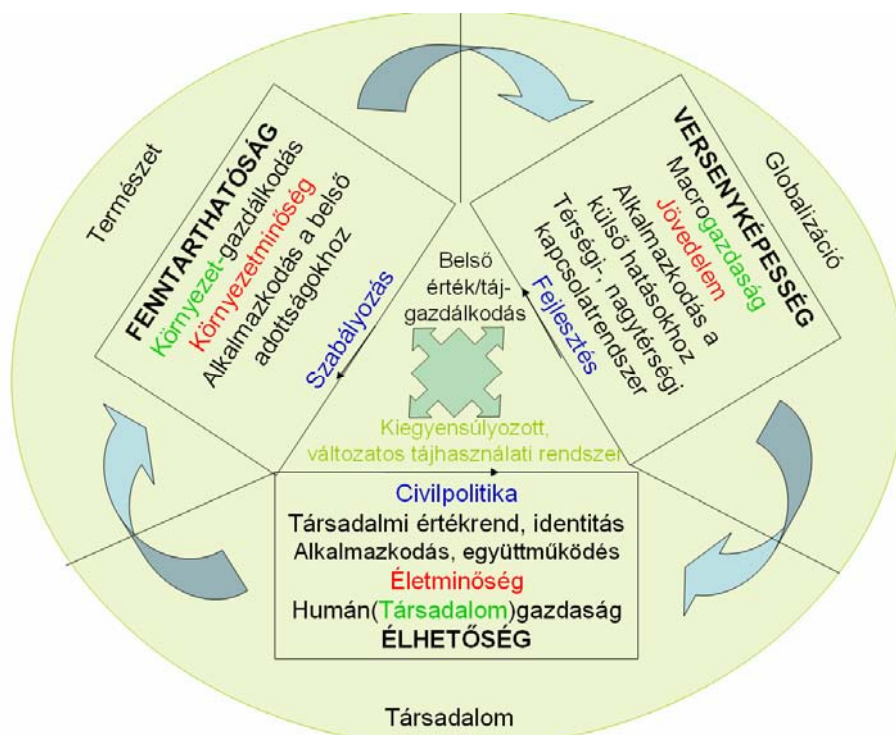 Természet
FENNTARTHATÓSÁG
Környezet-gazdálkodás
Környezetminőség
Alkalmazkodás a belső
adottságokhoz
Szabályozás
Belső
érték/táj-
gazdálkodás
Kiegyensúlyozott,
változatos tájhasználati rendszer
Globalizáció
VERSENYKÉPESSÉG
Macrogazdaság
Jövedelem
Alkalmazkodás a
külső hatásokhoz
Térségi-, nagytérségi
kapcsolatrendszer
Fejlesztés
Civilpolitika
Társadalmi értékrend, identitás
Alkalmazkodás, együttműködés
Életminőség
Humán(Társadalom)gazdaság
ÉLHETŐSÉG
Társadalom